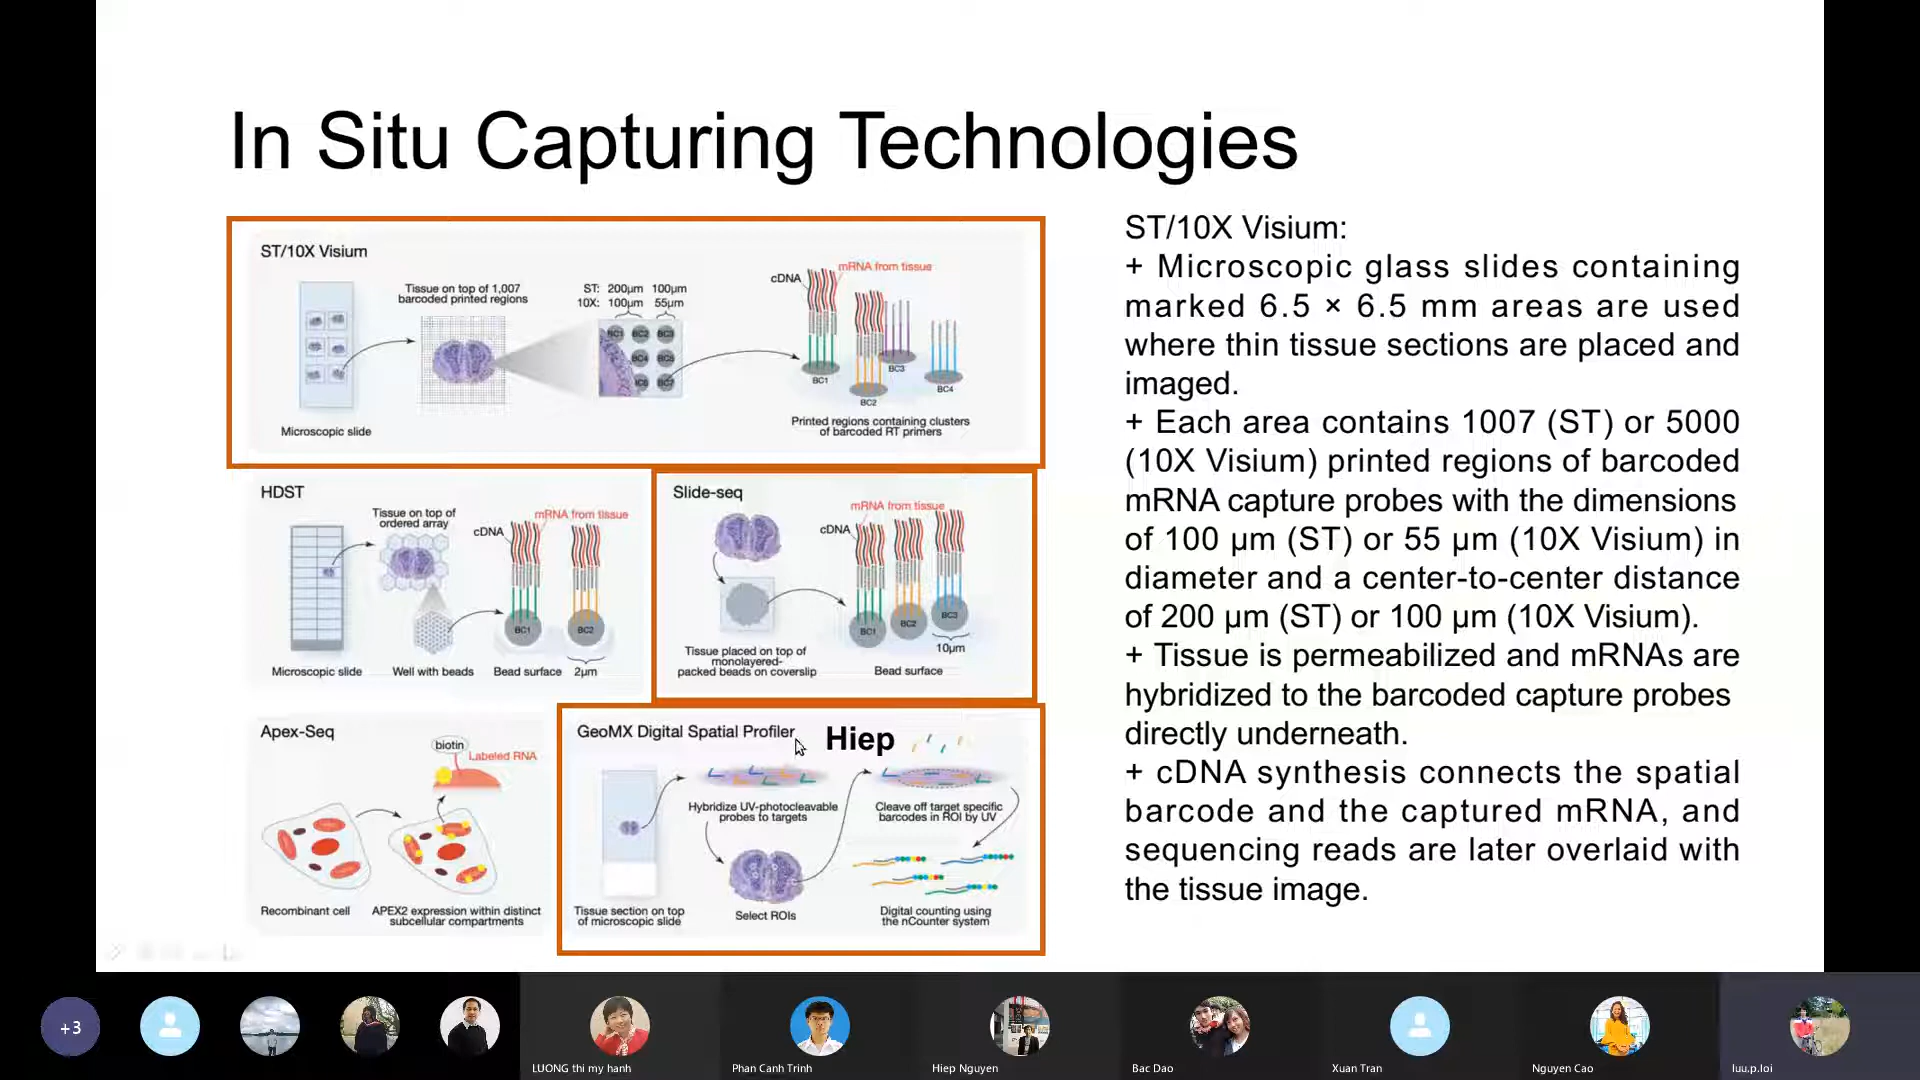 In Situ Capturing Technologies
ST/10X Visium
Tissue on top of 1,007
barcoded printed regions
ST: 200μm 100μm
10X: 100μm 55μm
cDNA
mRNA from tissue
BC1
BC2
BC3
BC4
BC1
BC2
BC3
BC4
Microscopic slide
Printed regions containing clusters
of barcoded RT primers
HDST
Tissue on top of
ordered array
cDNA
mRNA from tissue
BC1
BC2
Microscopic slide
Well with beads
Bead surface
2μm
Slide-seq
mRNA from tissue
cDNA
BC1
BC2
BC3
10μm
Tissue placed on top of
monolayered-
packed beads on coverslip
Bead surface
Apex-Seq
biotin
Labeled RNA
Recombinant cell
APEX2 expression within distinct
subcellular compartments
GeoMX Digital Spatial Profiler
Hiep
Hybridize UV-photocleavable
probes to targets
Cleave off target specific
barcodes in ROI by UV
Tissue section on top
of microscopic slide
Select ROIs
Digital counting using
the nCounter system
ST/10X Visium:
+ Microscopic glass slides containing
marked 6.5 × 6.5 mm areas are used
where thin tissue sections are placed and
imaged.
+ Each area contains 1007 (ST) or 5000
(10X Visium) printed regions of barcoded
mRNA capture probes with the dimensions
of 100 μm (ST) or 55 μm (10X Visium) in
diameter and a center-to-center distance
of 200 μm (ST) or 100 μm (10X Visium).
+ Tissue is permeabilized and mRNAs are
hybridized to the barcoded capture probes
directly underneath.
+ cDNA synthesis connects the spatial
barcode and the captured mRNA, and
sequencing reads are later overlaid with
the tissue image.
+3
LUONG thi my hanh
Phan Canh Trinh
Hiep Nguyen
Bac Dao
Xuan Tran
Nguyen Cao
luu.p.loi